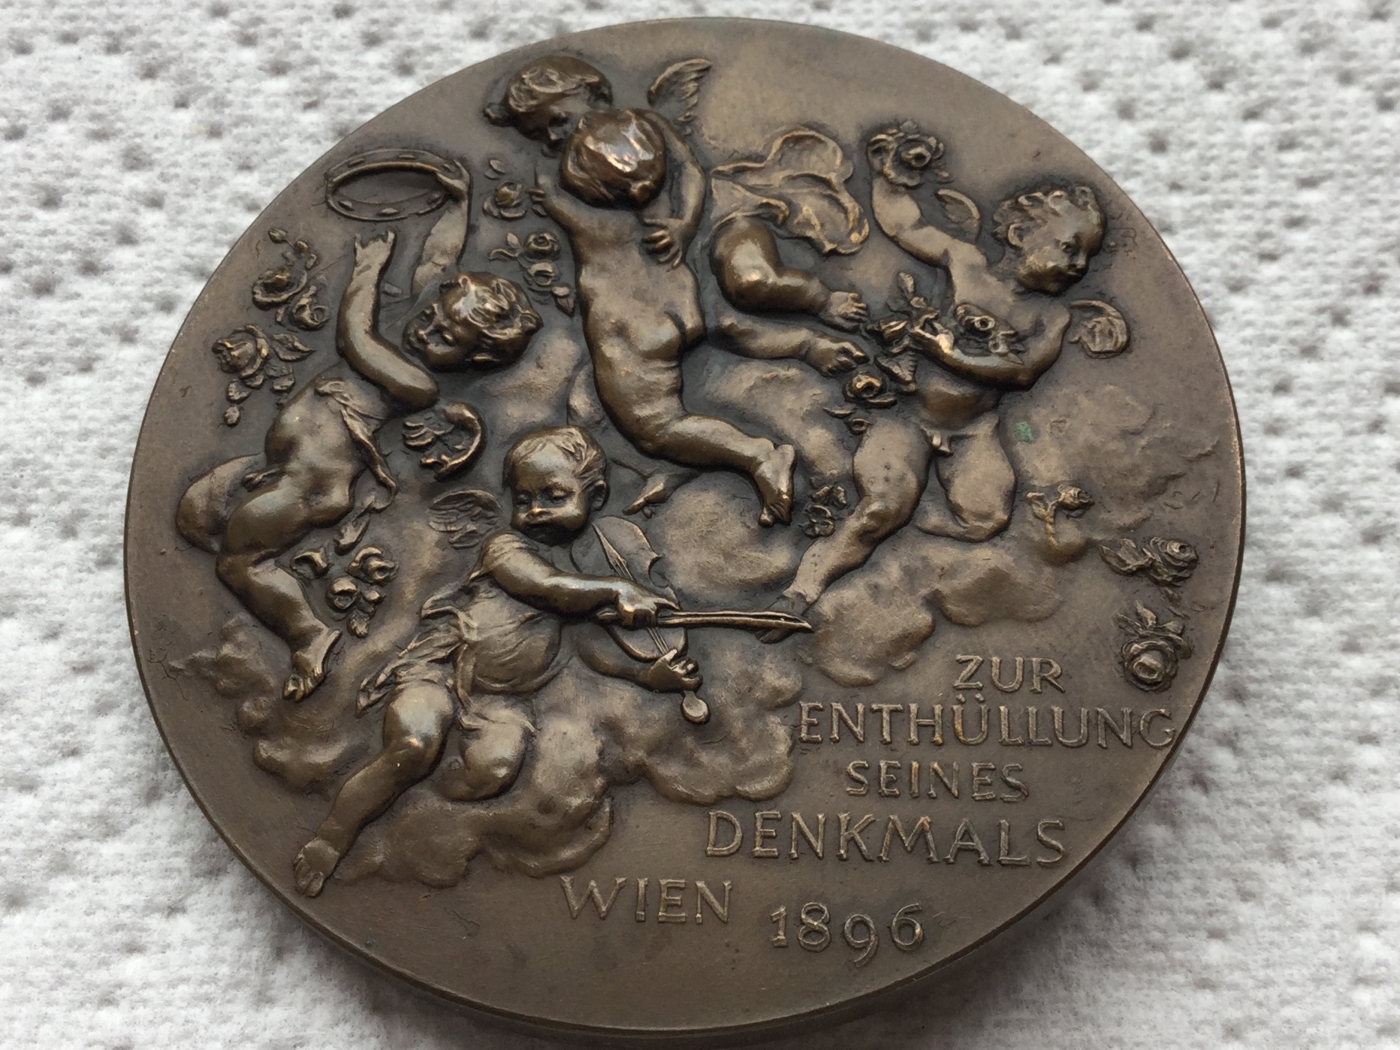 ZUR
ENTHÜLLUNG
SEINES
DENKMALS
WIEN 1896